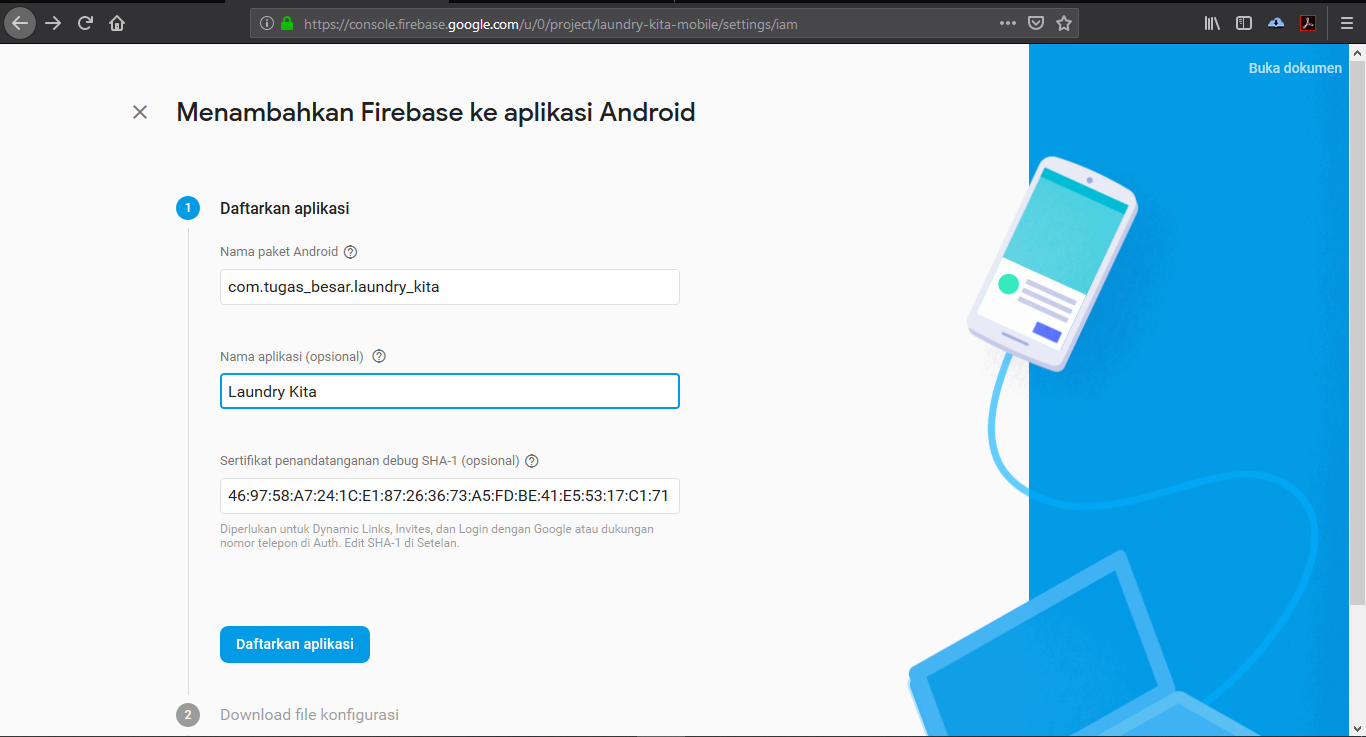 https://console.firebase.google.com/u/0/project/laundry-kita-mobile/settings/iam
Buka dokumen
Menambahkan Firebase ke aplikasi Android
1 Daftarkan aplikasi
Nama paket Android
com.tugas_besar.laundry_kita
Nama aplikasi (opsional)
Laundry Kita
Sertifikat penandatanganan debug SHA-1 (opsional)
46:97:58:A7:24:1C:E1:87:26:36:73:A5:FD:BE:41:E5:53:17:C1:71
Diperlukan untuk Dynamic Links, Invites, dan Login dengan Google atau dukungan
nomor telepon di Auth. Edit SHA-1 di Setelan.
Daftarkan aplikasi
2 Download file konfigurasi